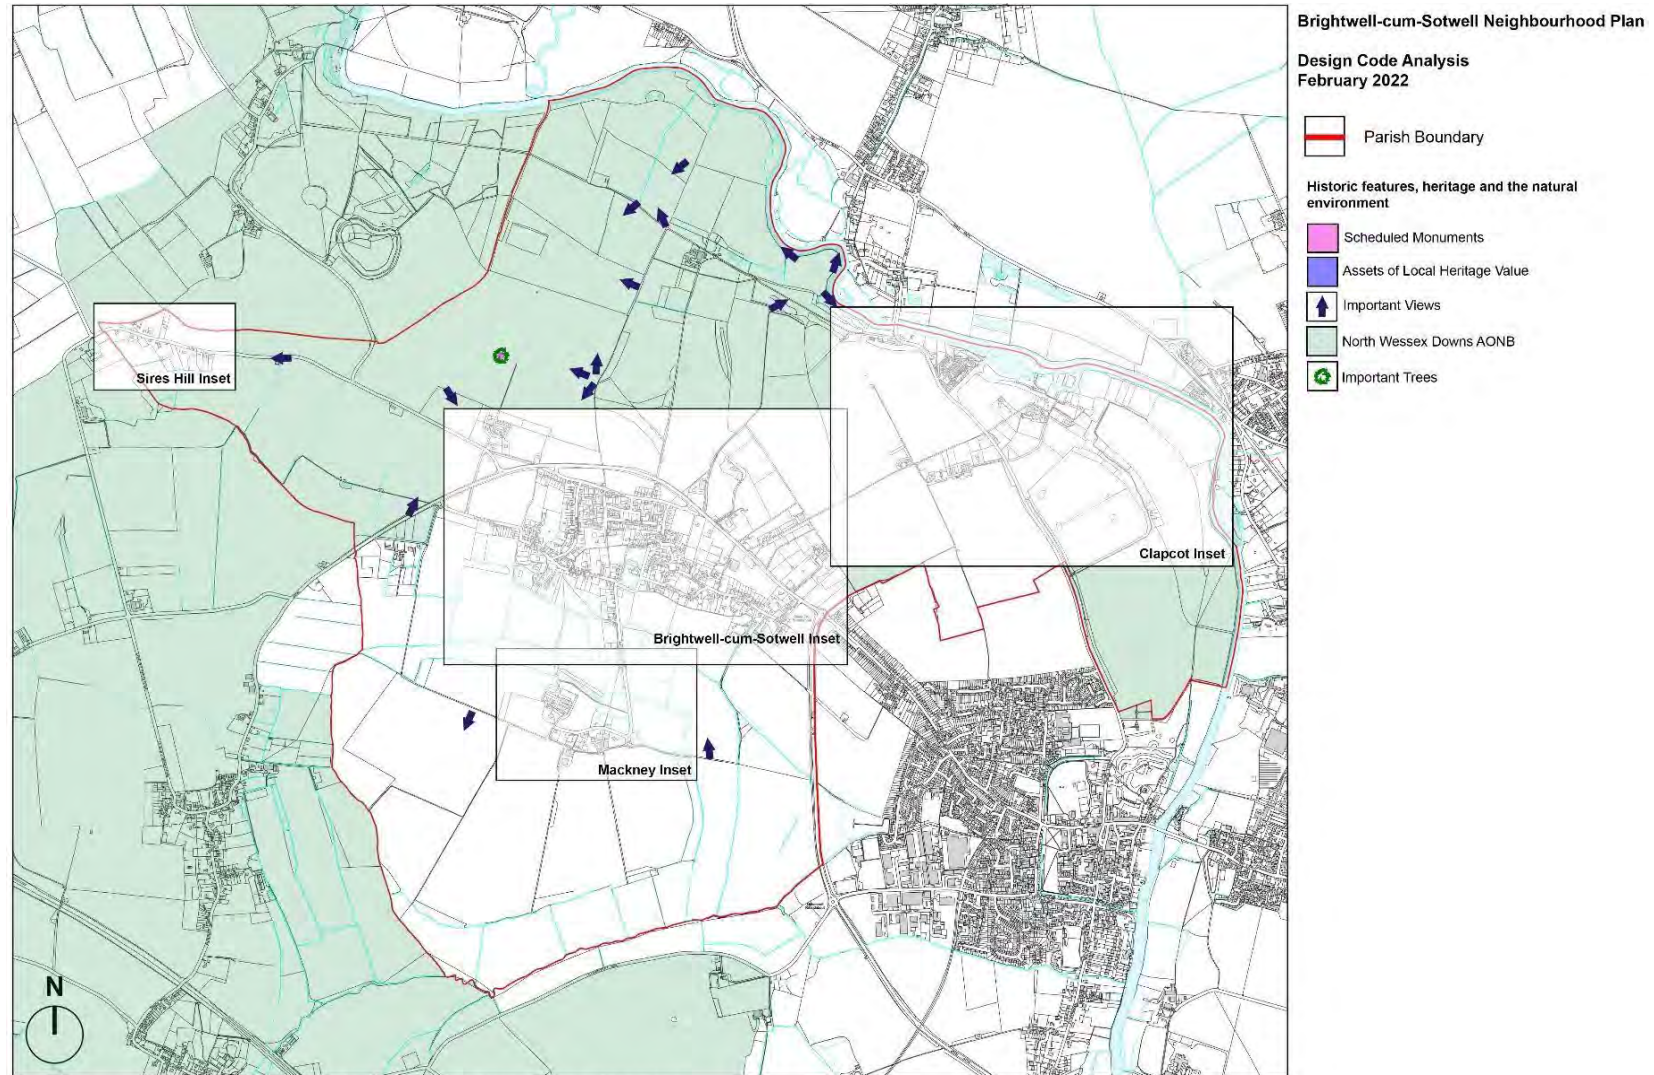 Brightwell-cum-Sotwell Neighbourhood Plan
Design Code Analysis
February 2022
Parish Boundary
Historic features, heritage and the natural
environment
Scheduled Monuments
Assets of Local Heritage Value
Important Views
North Wessex Downs AONB
Important Trees
Sires Hill Inset
Clapcot Inset
Brightwell-cum-Sotwell Inset
Mackney Inset
N